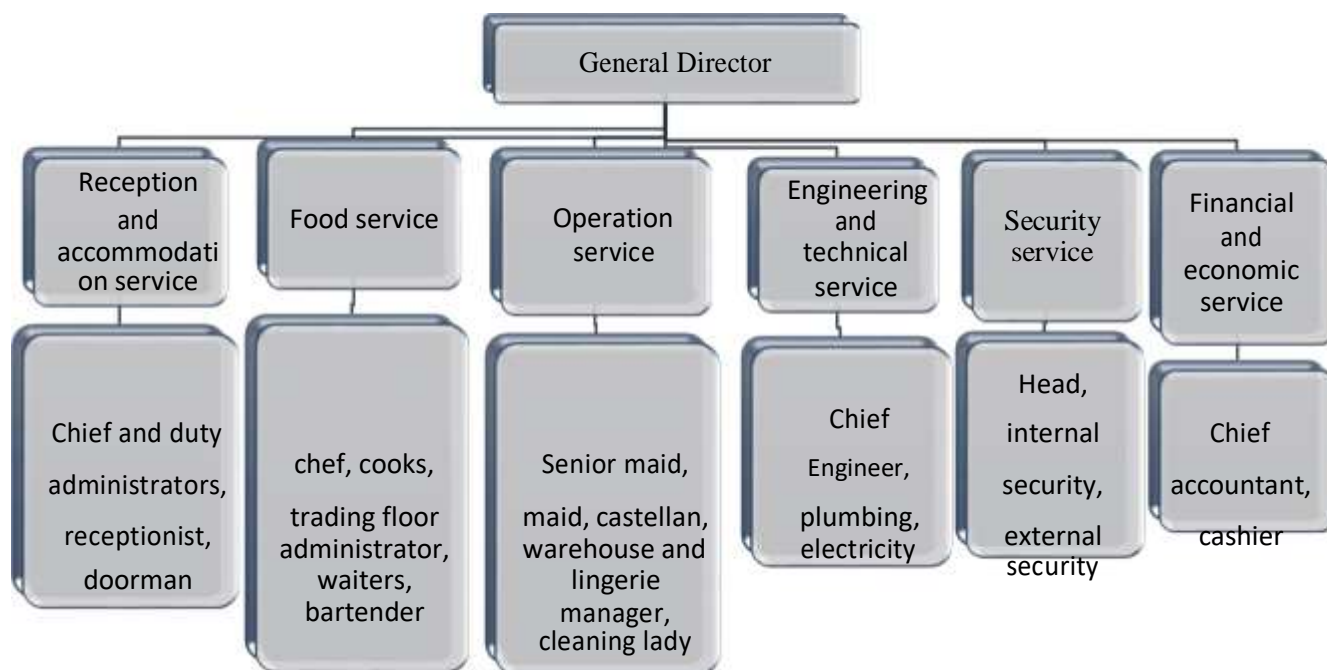 General Director
Reception
and
accommodati
on service
Food service
Operation
service
Engineering
and
technical
service
Security
service
Financial
and
economic
service
Chief and duty
administrators,
receptionist,
doorman
chef, cooks,
trading floor
administrator,
waiters,
bartender
Senior maid,
maid, castellan,
warehouse and
lingerie
manager,
cleaning lady
Chief
Engineer,
plumbing,
electricity
Head,
internal
security,
external
security
Chief
accountant,
cashier